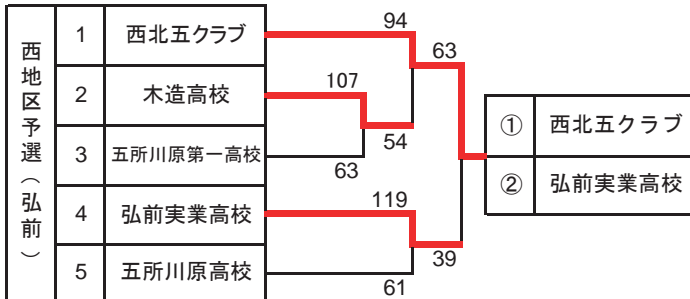 西地区予選（弘前）
1 西北五クラブ
2 木造高校
3 五所川原第一高校
4 弘前実業高校
5 五所川原高校
94
107
63
54
63
119
39
61
① 西北五クラブ
② 弘前実業高校